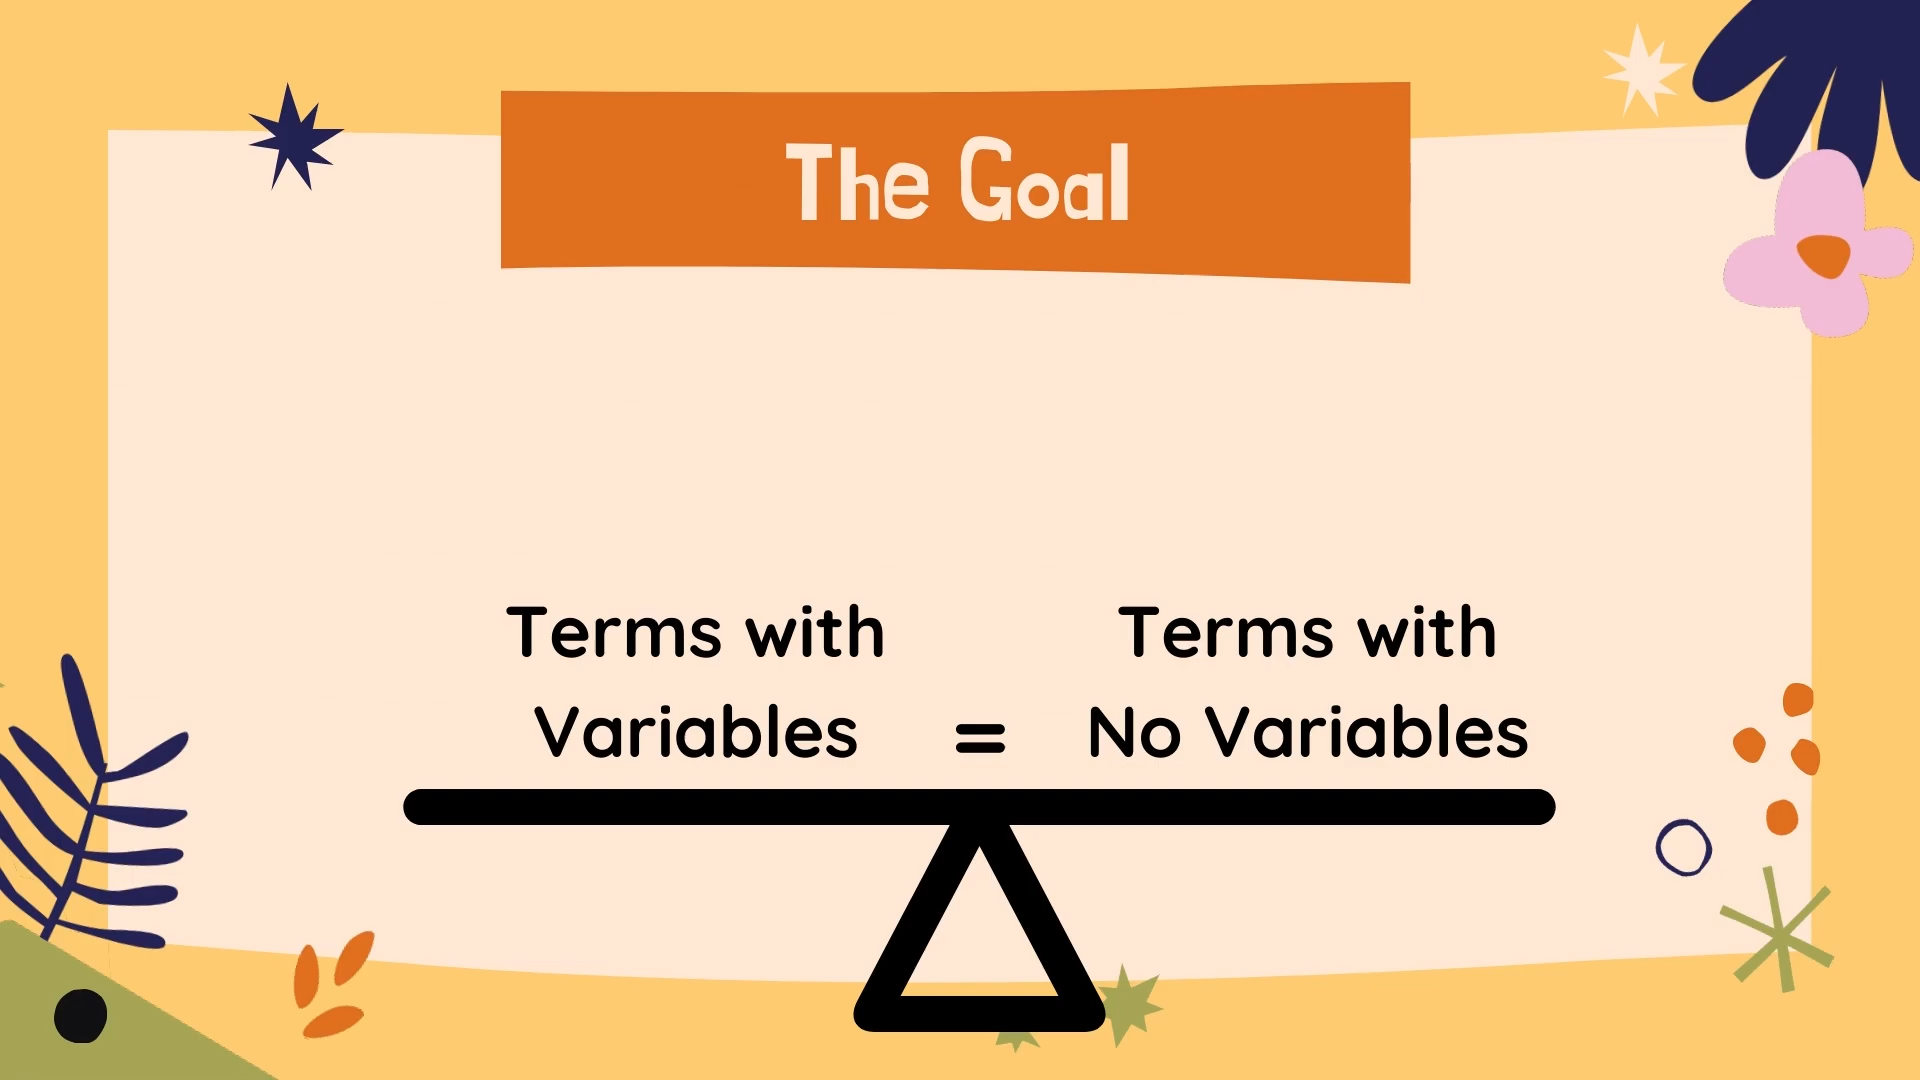 The Goal
Terms with
Variables
=
Terms with
No Variables